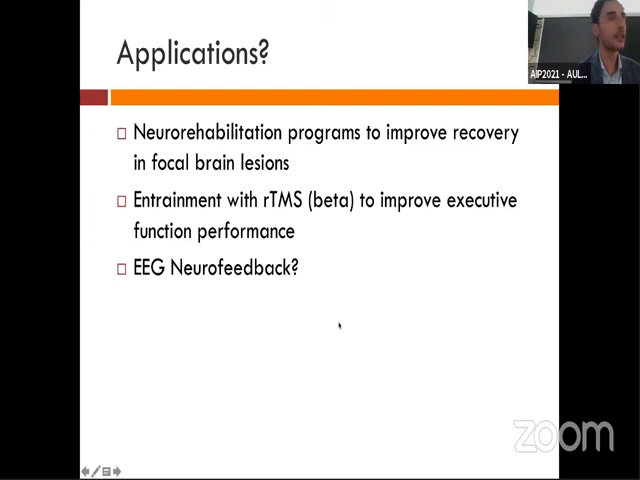 Applications?
AIP2021 - AUL...
Neurorehabilitation programs to improve recovery
in focal brain lesions
Entrainment with rTMS (beta) to improve executive
function performance
EEG Neurofeedback?
zoom